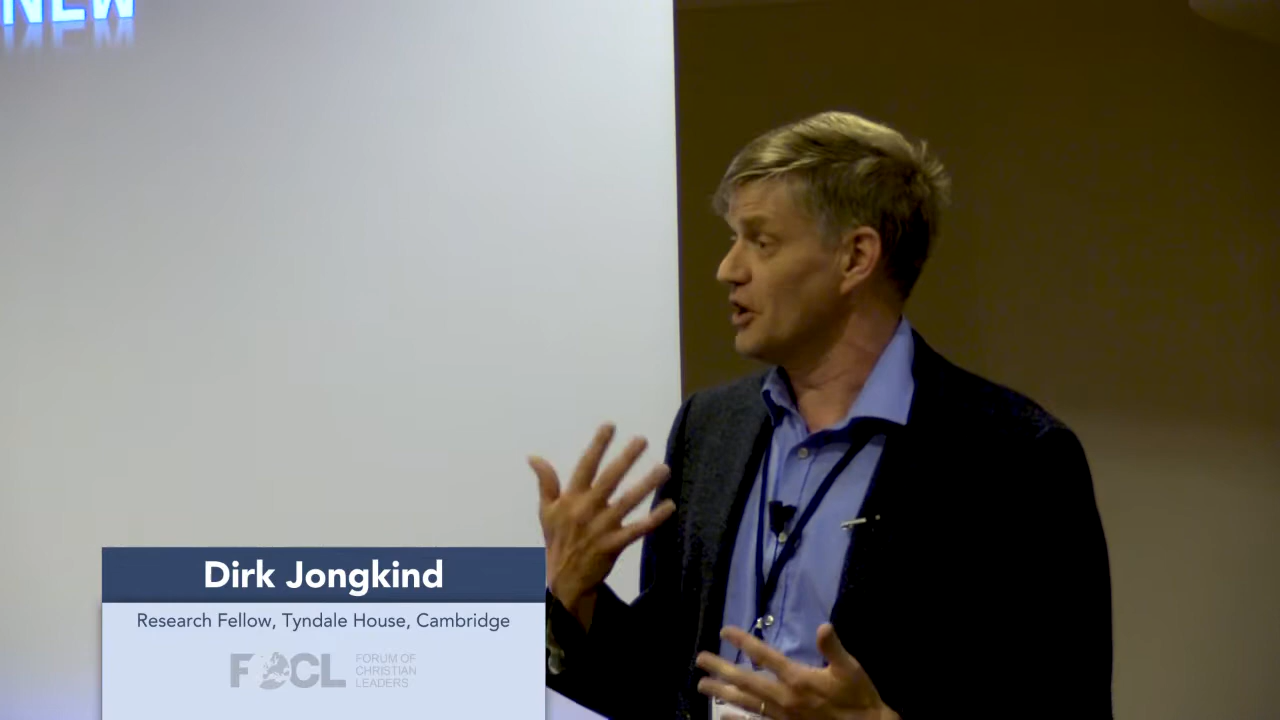 NEW
Dirk Jongkind
Research Fellow, Tyndale House, Cambridge
FOCL
FORUM OF
CHRISTIAN
LEADERS